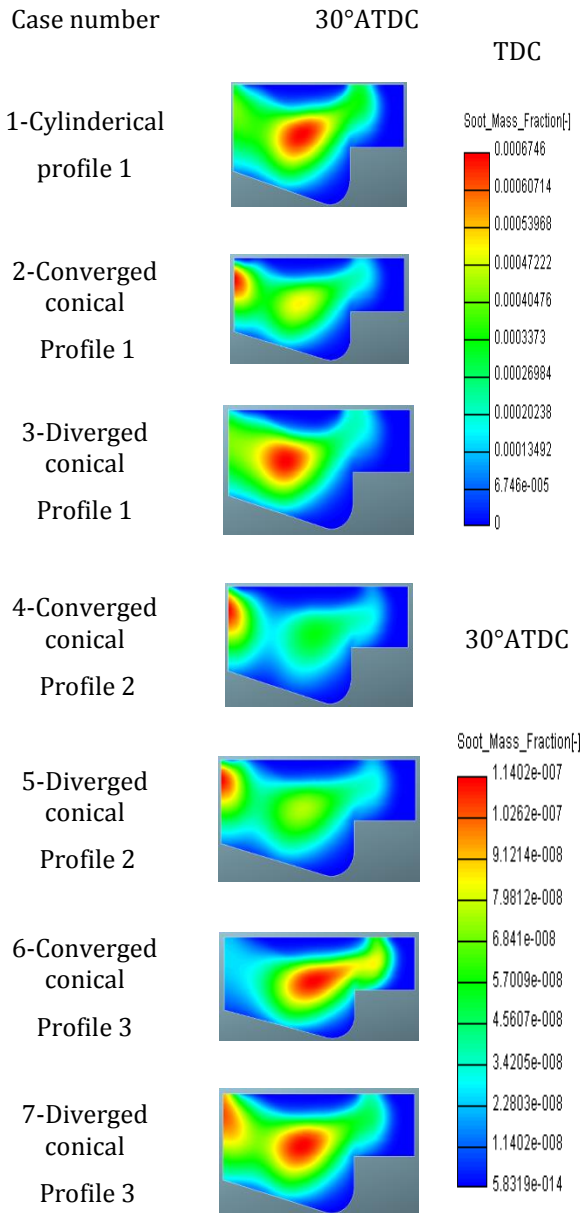 Case number
30°ATDC
TDC
1-Cylinderical
profile 1
Soot_Mass_Fraction[-]
0.0006746
0.00060714
0.00053968
0.00047222
0.00040476
0.0003373
0.00026984
0.00020238
0.00013492
6.746e-005
0
2-Converged
conical
Profile 1
3-Diverged
conical
Profile 1
4-Converged
conical
Profile 2
30°ATDC
5-Diverged
conical
Profile 2
Soot_Mass_Fraction[-]
1.1402e-007
1.0262e-007
9.1214e-008
7.9812e-008
6.841e-008
5.7009e-008
4.5607e-008
3.4205e-008
2.2803e-008
1.1402e-008
5.8319e-014
6-Converged
conical
Profile 3
7-Diverged
conical
Profile 3